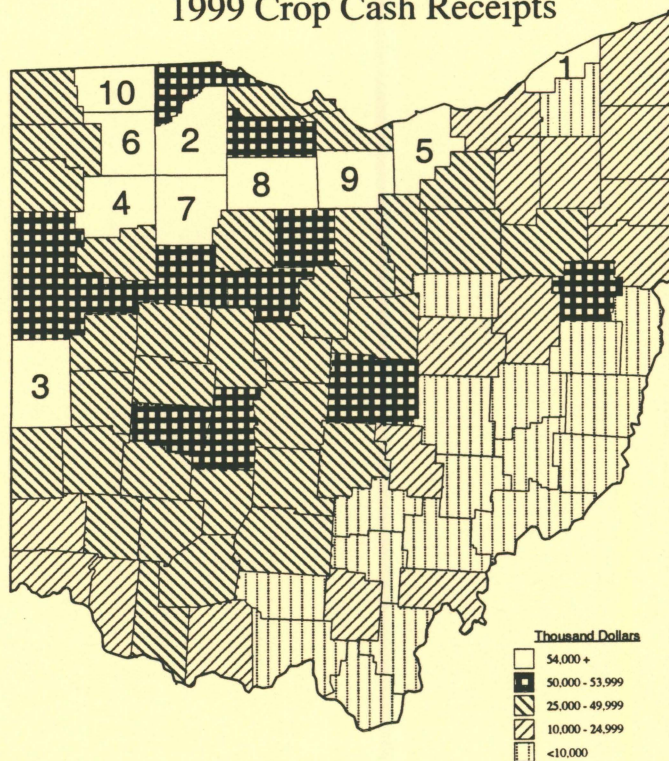 1999 Crop Cash Receipts
1
10
6
2
5
4
7
8
9
3
Thousand Dollars
54,000 +
50,000 - 53,999
25,000 - 49,999
10,000 - 24,999
<10,000